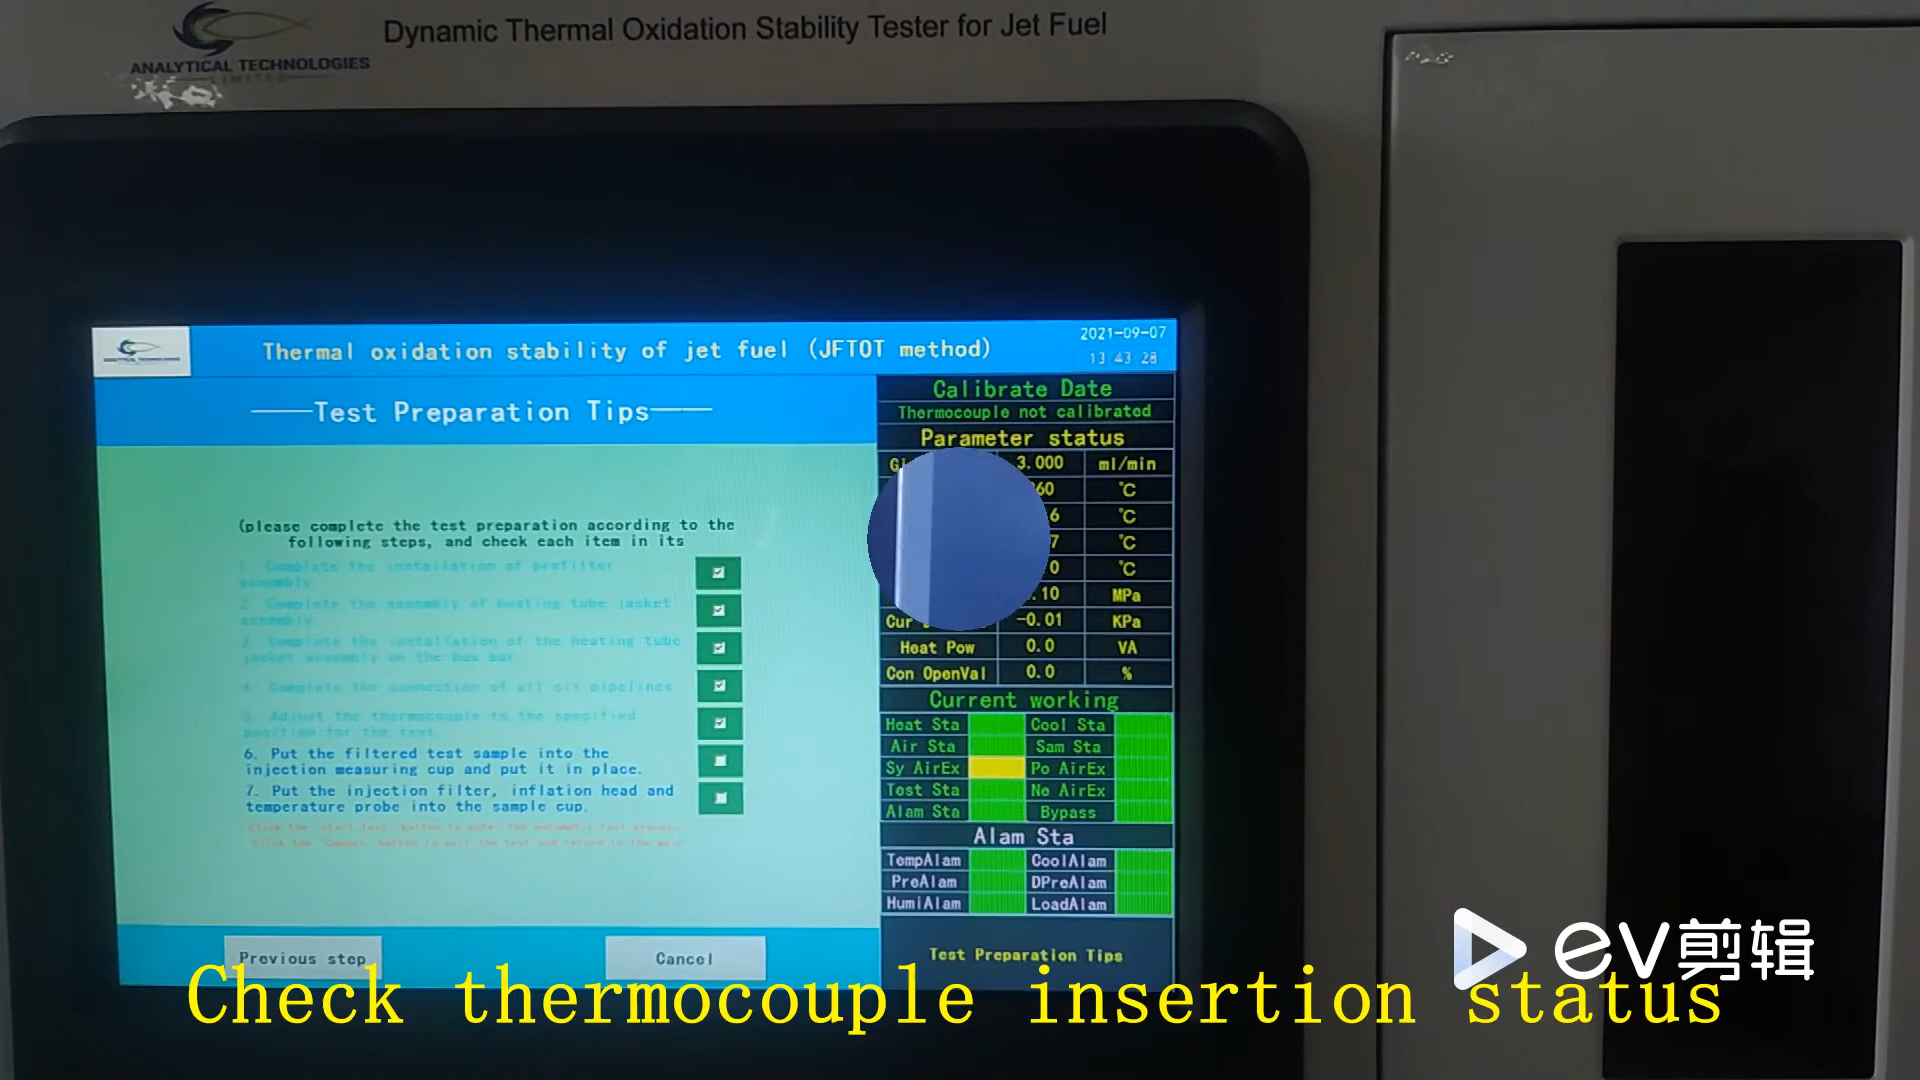 Dynamic Thermal Oxidation Stability Tester for Jet Fuel
ANALYTICAL TECHNOLOGIES
LIMITED
Thermal oxidation stability of jet fuel (JFTOT method)
2021-09-07
13 43 28
Test Preparation Tips
(please complete the test preparation according to the
following steps, and check each item in its
1. Complete the installation of prefilter
assembly.
2. Complete the assembly of heating tube jacket
assembly.
3. Complete the installation of the heating tube
jacket assembly on the bus bar
4. Complete the connection of all oil pipelines
5. Adjust the thermocouple to the specified
position for the test.
6. Put the filtered test sample into the
injection measuring cup and put it in place.
7. Put the injection filter, inflation head and
temperature probe into the sample cup.
Previous step
Cancel
Calibrate Date
Thermocouple not calibrated
Parameter status
3.000 ml/min
60 ℃
6 ℃
7 ℃
0 ℃
.10 MPa
Cur -0.01 KPa
Heat Pow 0.0 VA
Con OpenVal 0.0 %
Current working
Heat Sta Cool Sta
Air Sta Sam Sta
Sy AirEx Po AirEx
Test Sta Ne AirEx
Alam Sta Bypass
Alam Sta
TempAlam CoolAlam
PreAlam DPreAlam
HumiAlam LoadAlam
Test Preparation Tips
ev剪辑
Check thermocouple insertion status